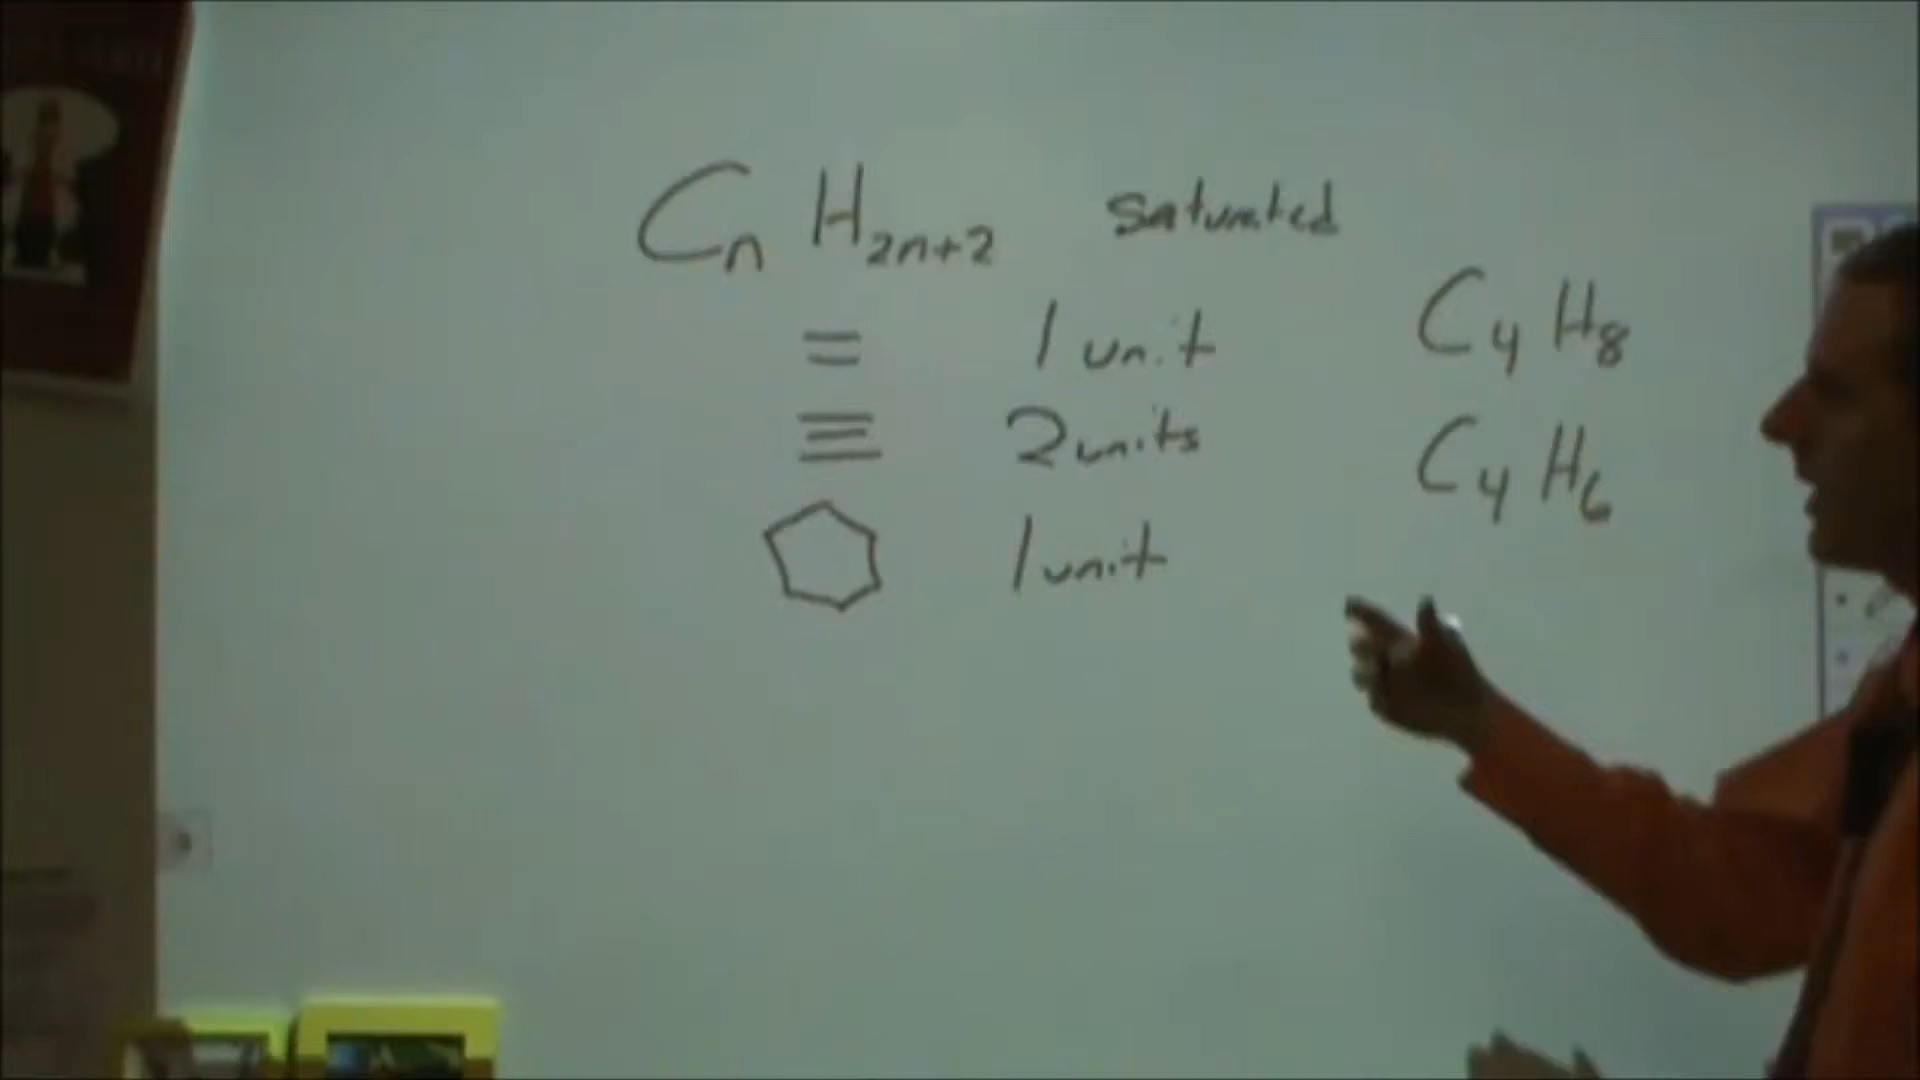 CₙH₂ₙ₊₂ saturated
= 1 unit C₄H₈
≡ 2 units C₄H₆
1 unit